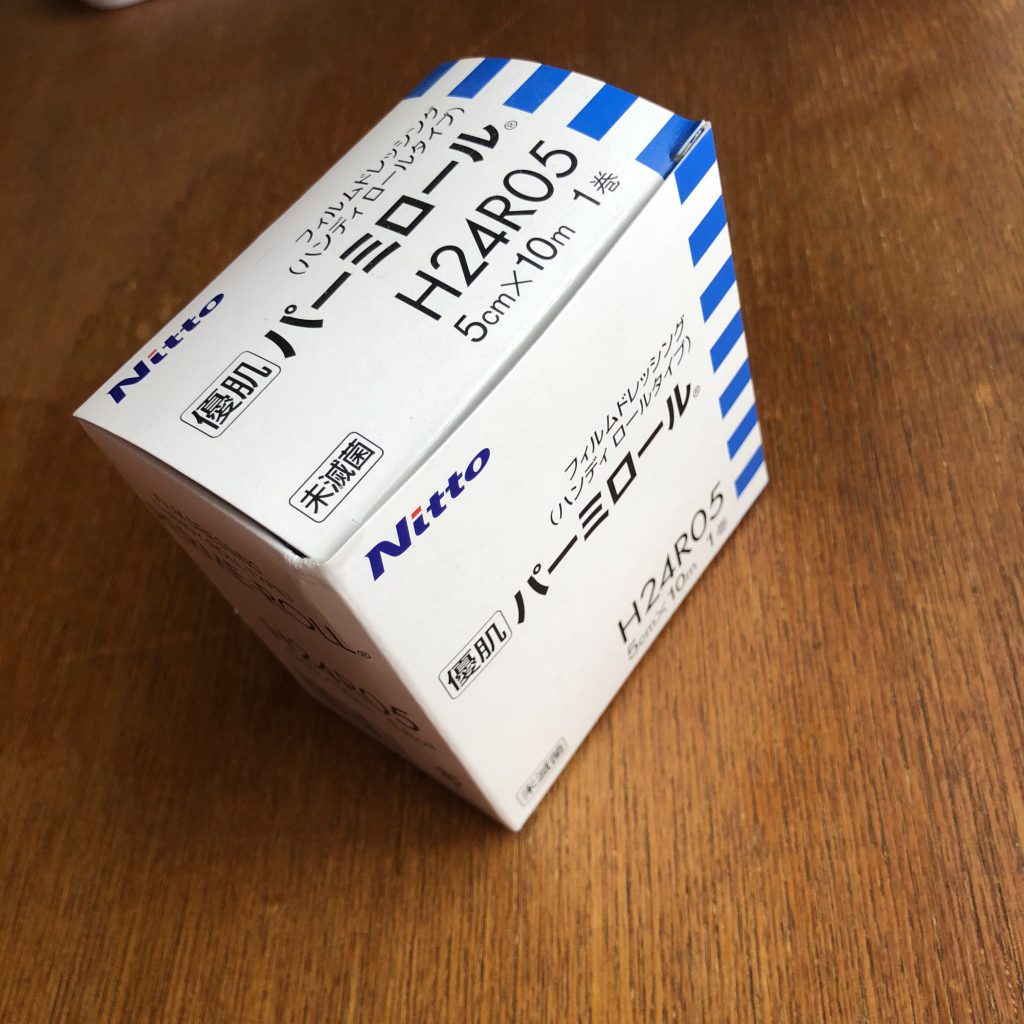 Nitto
フィルムドレッシング
(ハンディロールタイプ)
優肌 パーミロール®
H24R05
5cm×10m 1巻
未滅菌
Nitto
フィルムドレッシング
(ハンディロールタイプ)
優肌 パーミロール®
H24R05
5cm×10m 1巻
未滅菌